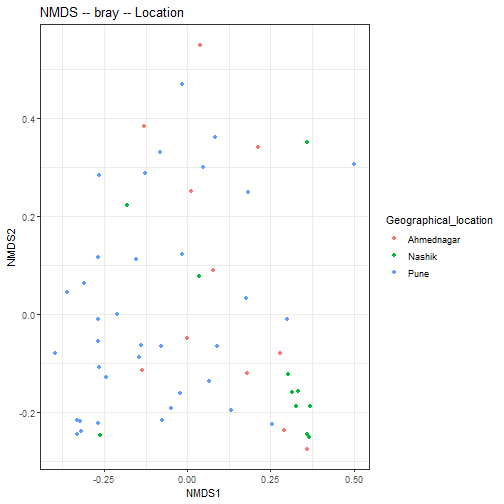 NMDS -- bray -- Location
NMDS2
0.4
0.2
0.0
-0.2
-0.25
0.00
0.25
0.50
NMDS1
Geographical_location
Ahmednagar
Nashik
Pune